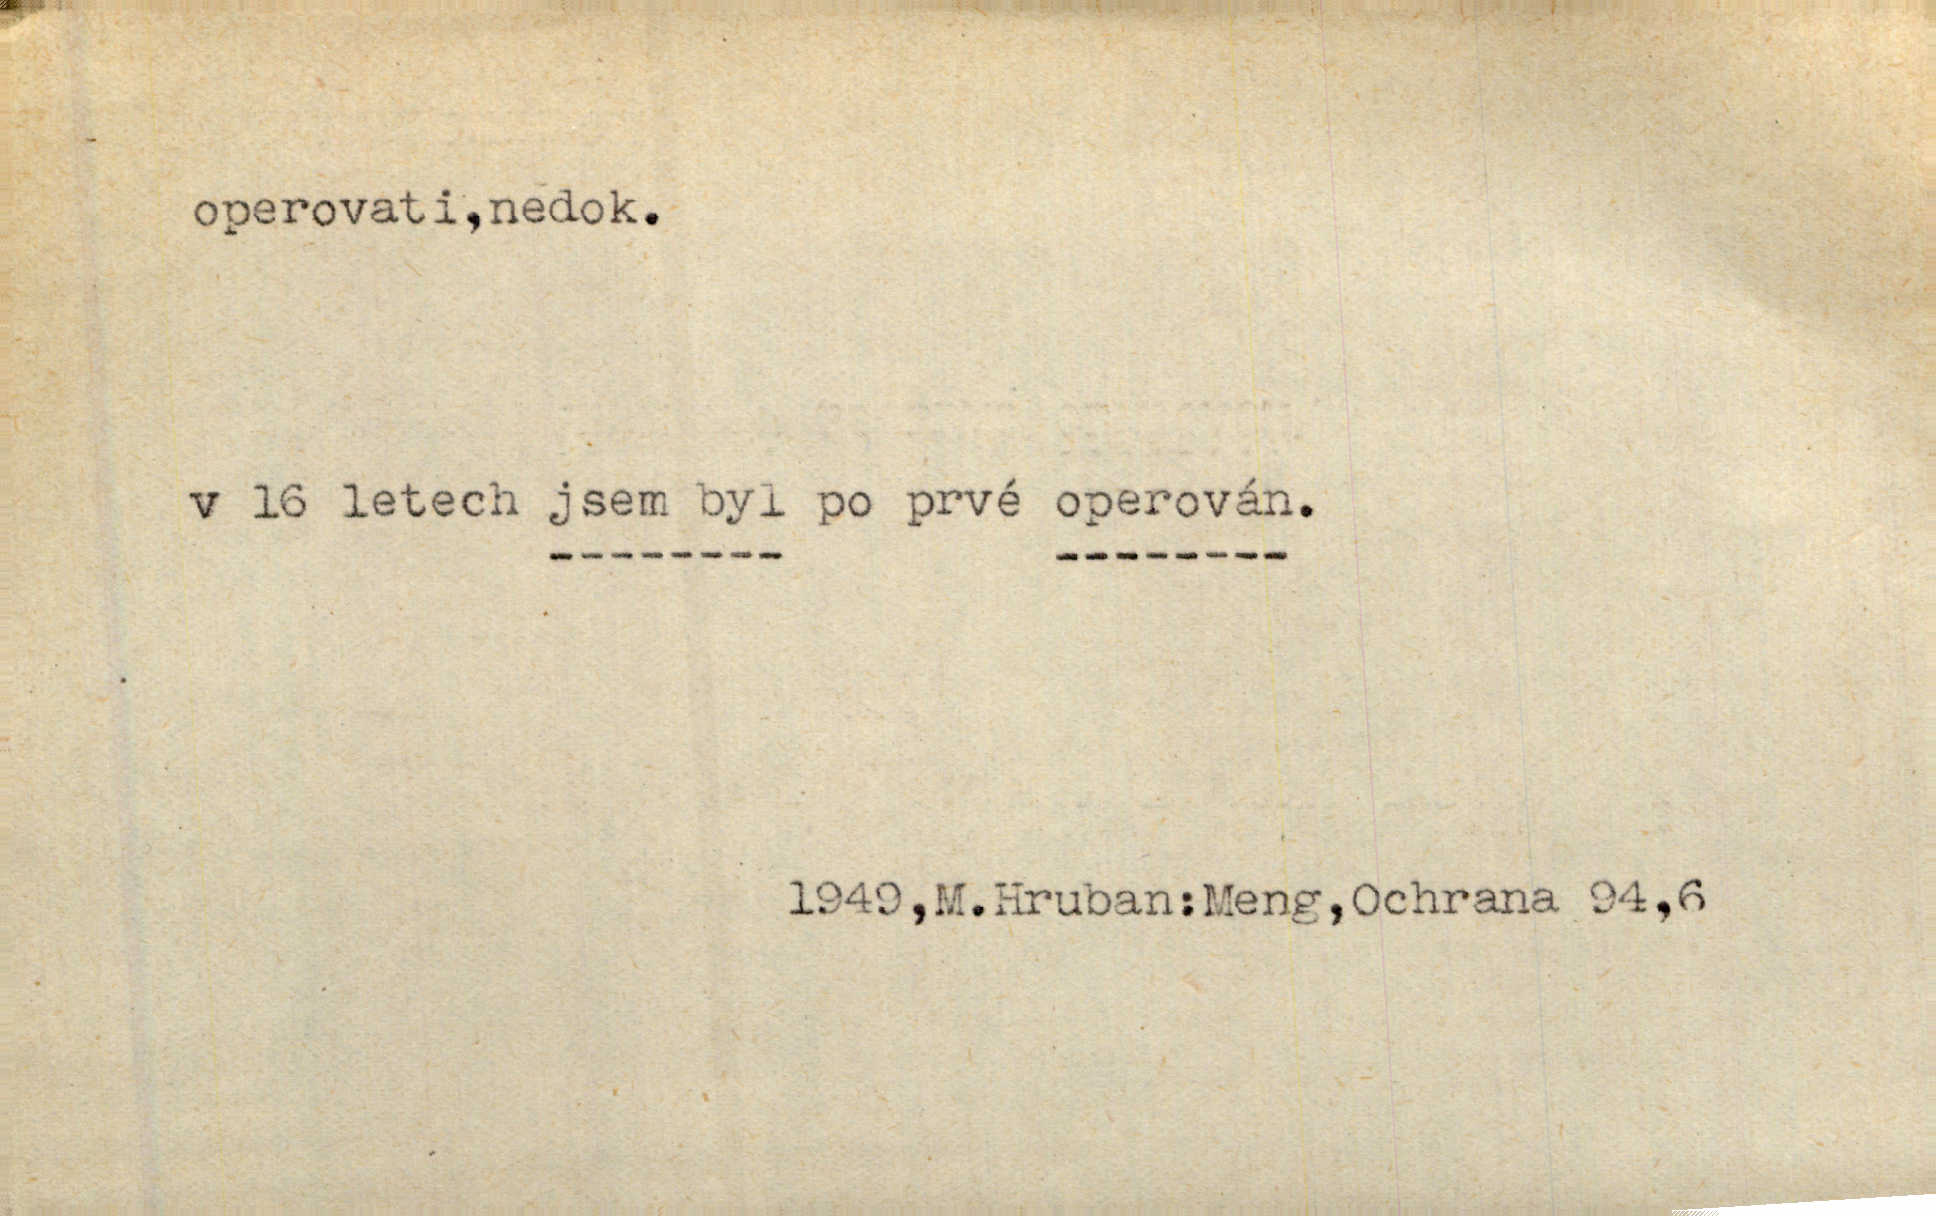 operovati,nedok.
v 16 letech jsem byl po prvé operován.
1949,M.Hruban:Meng,Ochrana 94,6